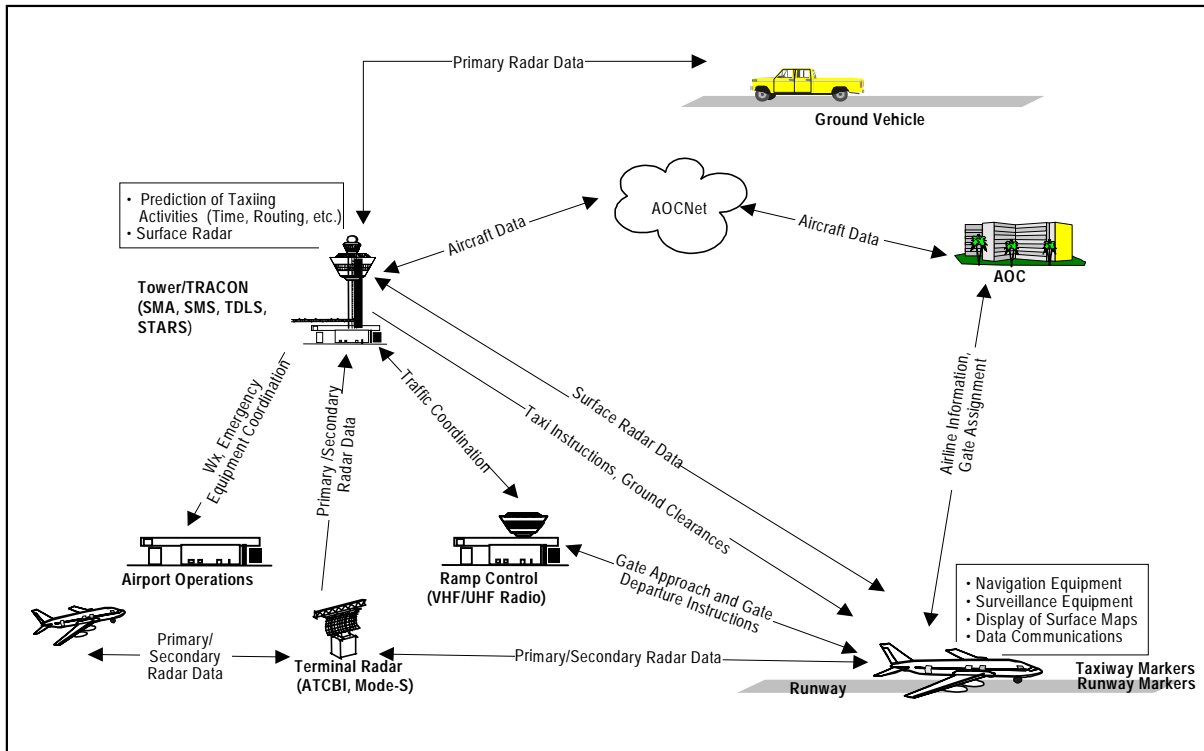 Primary Radar Data
Ground Vehicle
• Prediction of Taxiing
Activities (Time, Routing, etc.)
• Surface Radar
AOCNet
Aircraft Data
Aircraft Data
AOC
Tower/TRACON
(SMA, SMS, TDLS,
STARS)
Wx, Emergency
Equipment Coordination
Primary /Secondary
Radar Data
Traffic
Coordination
Taxi Instructions, Ground Clearances
Surface Radar Data
Airline Information,
Gate Assignment
Airport Operations
Ramp Control
(VHF/UHF Radio)
Gate Approach and Gate
Departure Instructions
• Navigation Equipment
• Surveillance Equipment
• Display of Surface Maps
• Data Communications
Primary/
Secondary
Radar Data
Terminal Radar
(ATCBI, Mode-S)
Primary/Secondary Radar Data
Runway
Taxiway Markers
Runway Markers